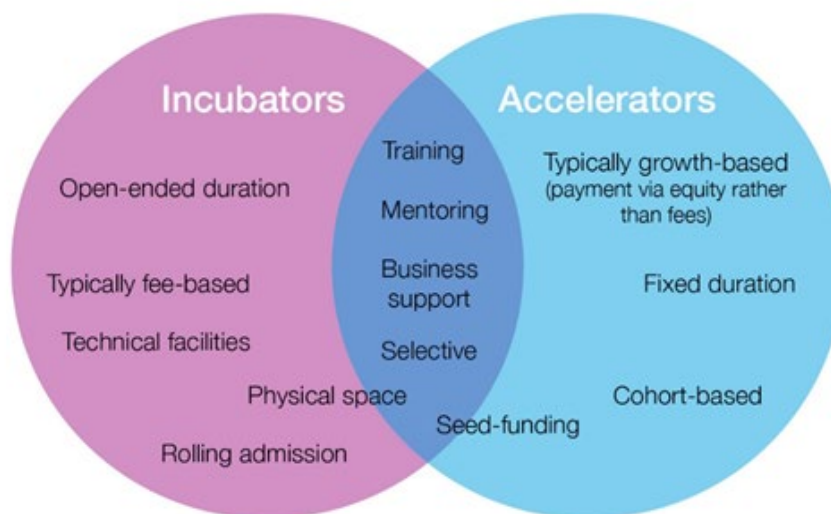 Incubators
Open-ended duration
Typically fee-based
Technical facilities
Physical space
Rolling admission
Training
Mentoring
Business
support
Selective
Seed-funding
Accelerators
Typically growth-based
(payment via equity rather
than fees)
Fixed duration
Cohort-based